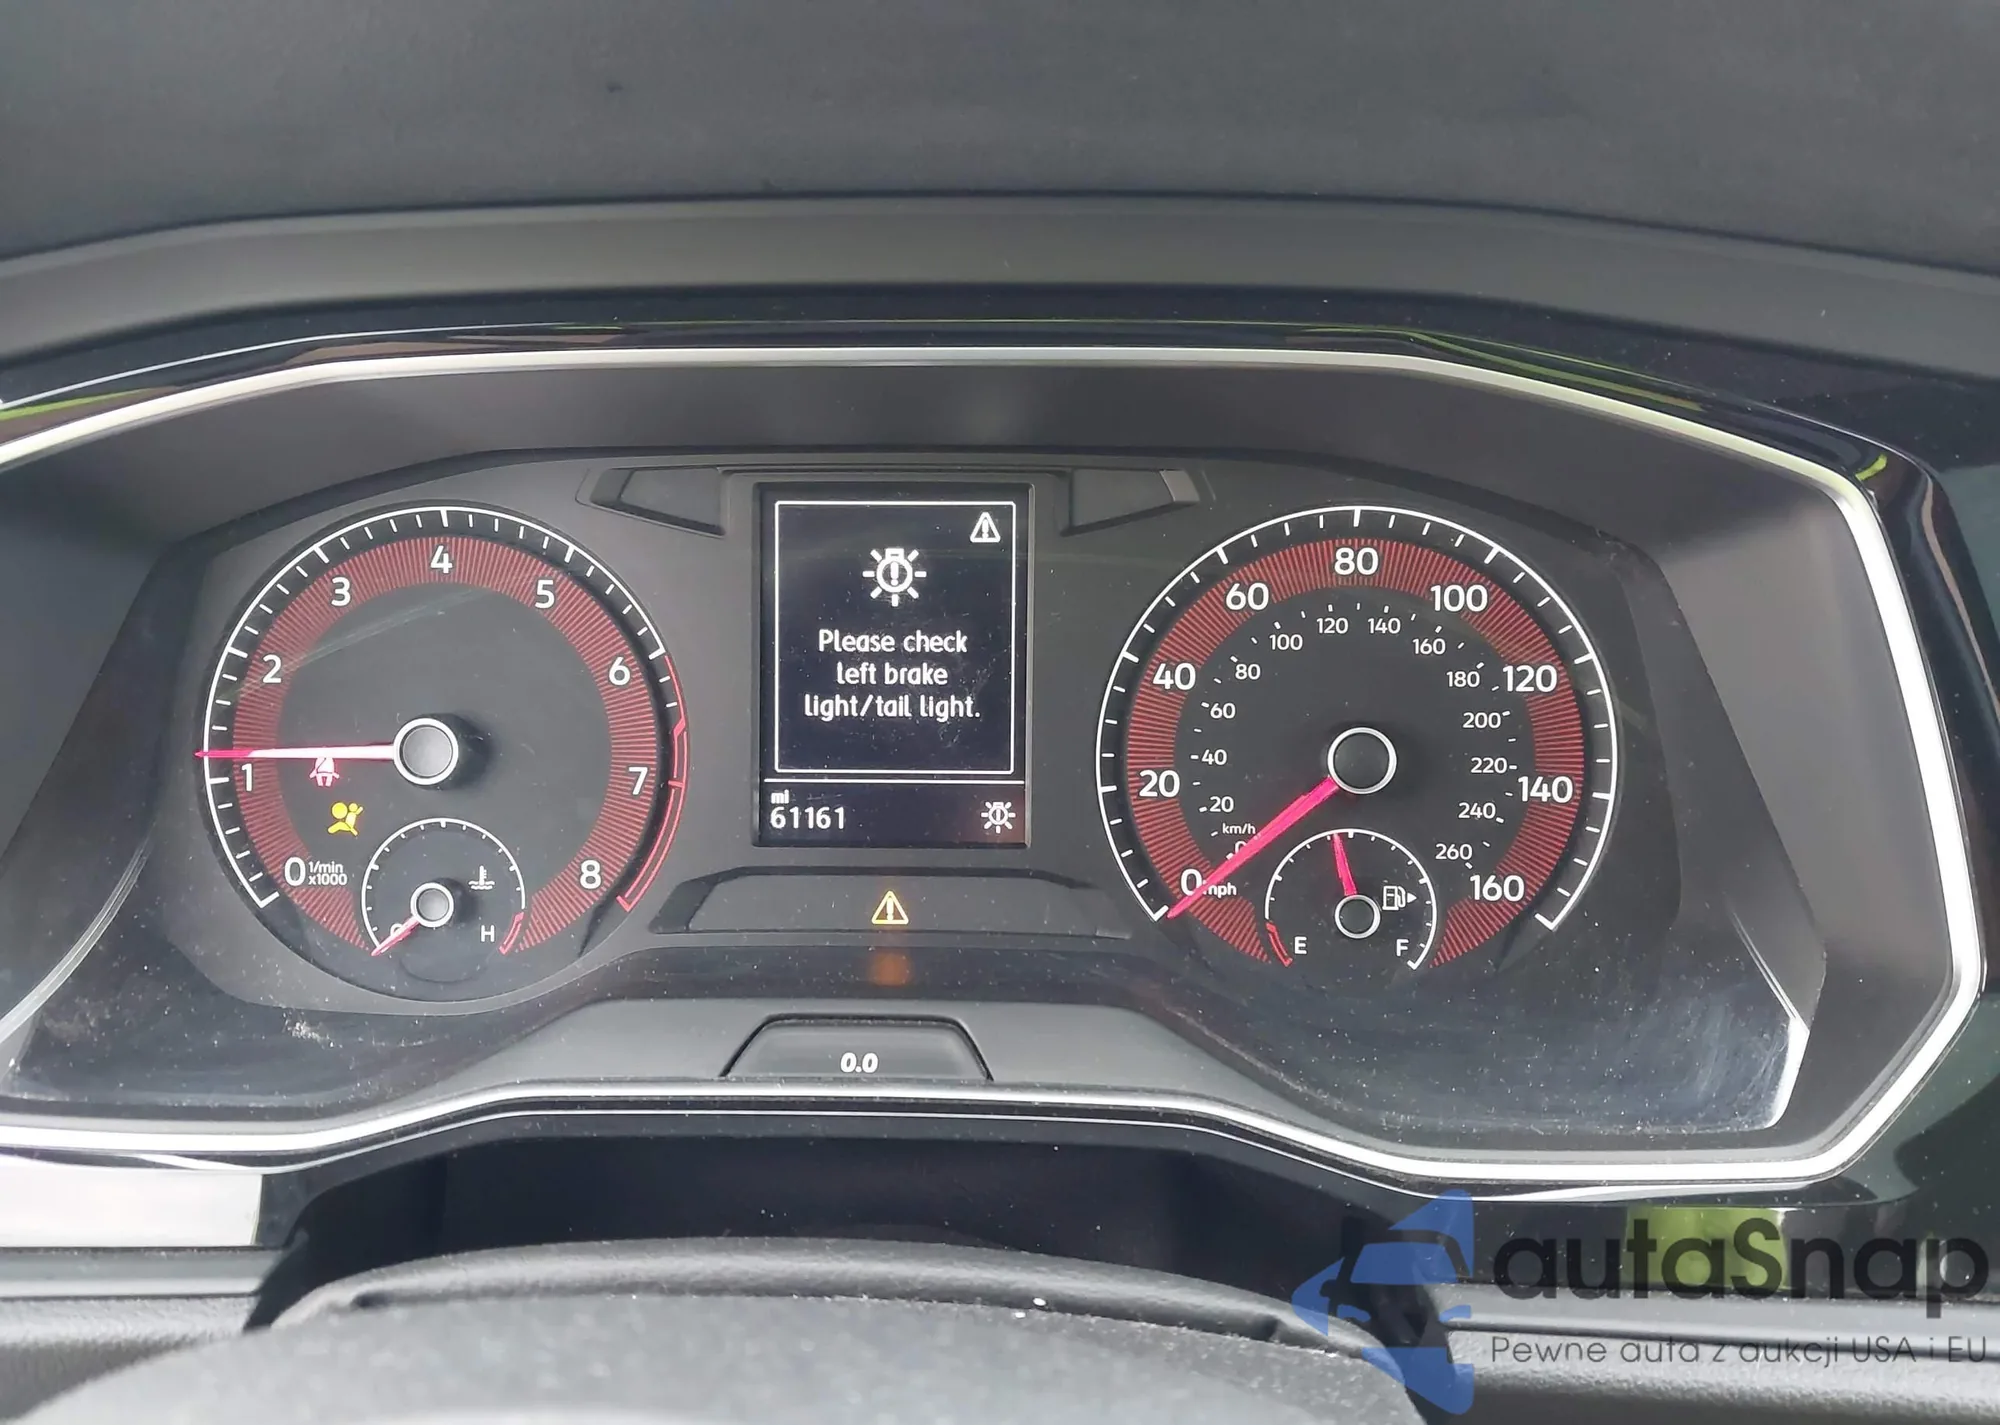 Please check
left brake
light/tail light.
mi
61161
0 1 2 3 4 5 6 7 8
1/min
x1000
H
0 20 40 60 80 100 120 140 160
mph
20 40 60 80 100 120 140 160 180 200 220 240 260
km/h
E F
0.0
autaSnap
Pewne auta z aukcji USA i EU